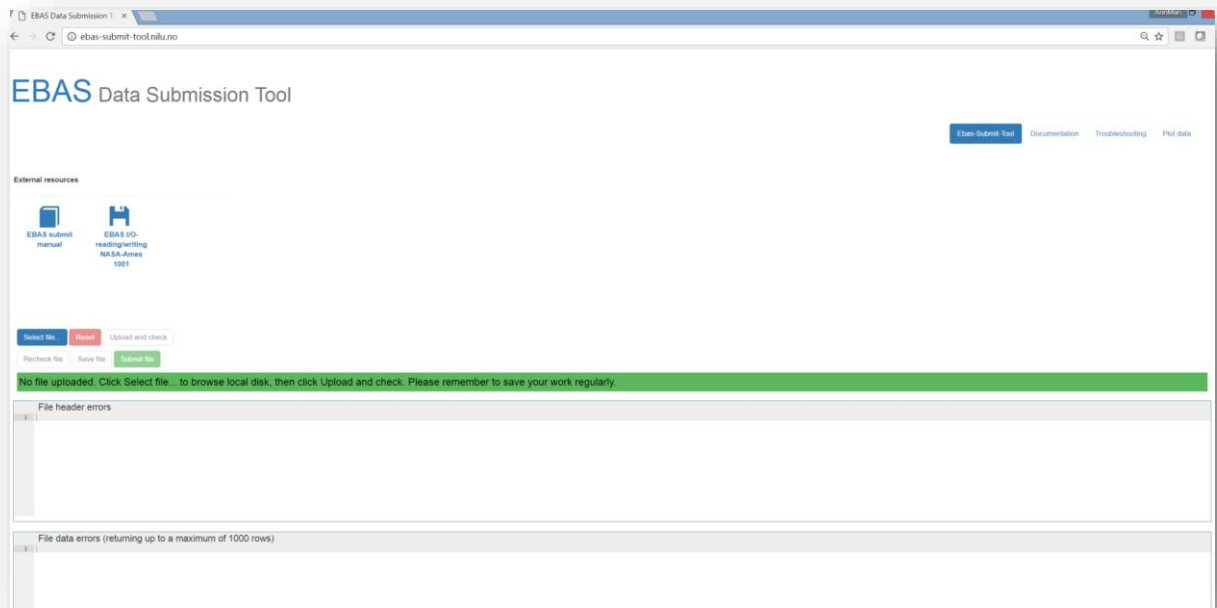 EBAS Data Submission T
AnnMari
ebas-submit-tool.nilu.no
EBAS Data Submission Tool
Ebas-Submit-Tool Documentation Troubleshooting Plot data
External resources
EBAS submit
manual
EBAS I/O-
reading/writing
NASA-Ames
1001
Select file... Reset Upload and check
Recheck file Save file Submit file
No file uploaded. Click Select file... to browse local disk, then click Upload and check. Please remember to save your work regularly.
File header errors
1
File data errors (returning up to a maximum of 1000 rows)
1